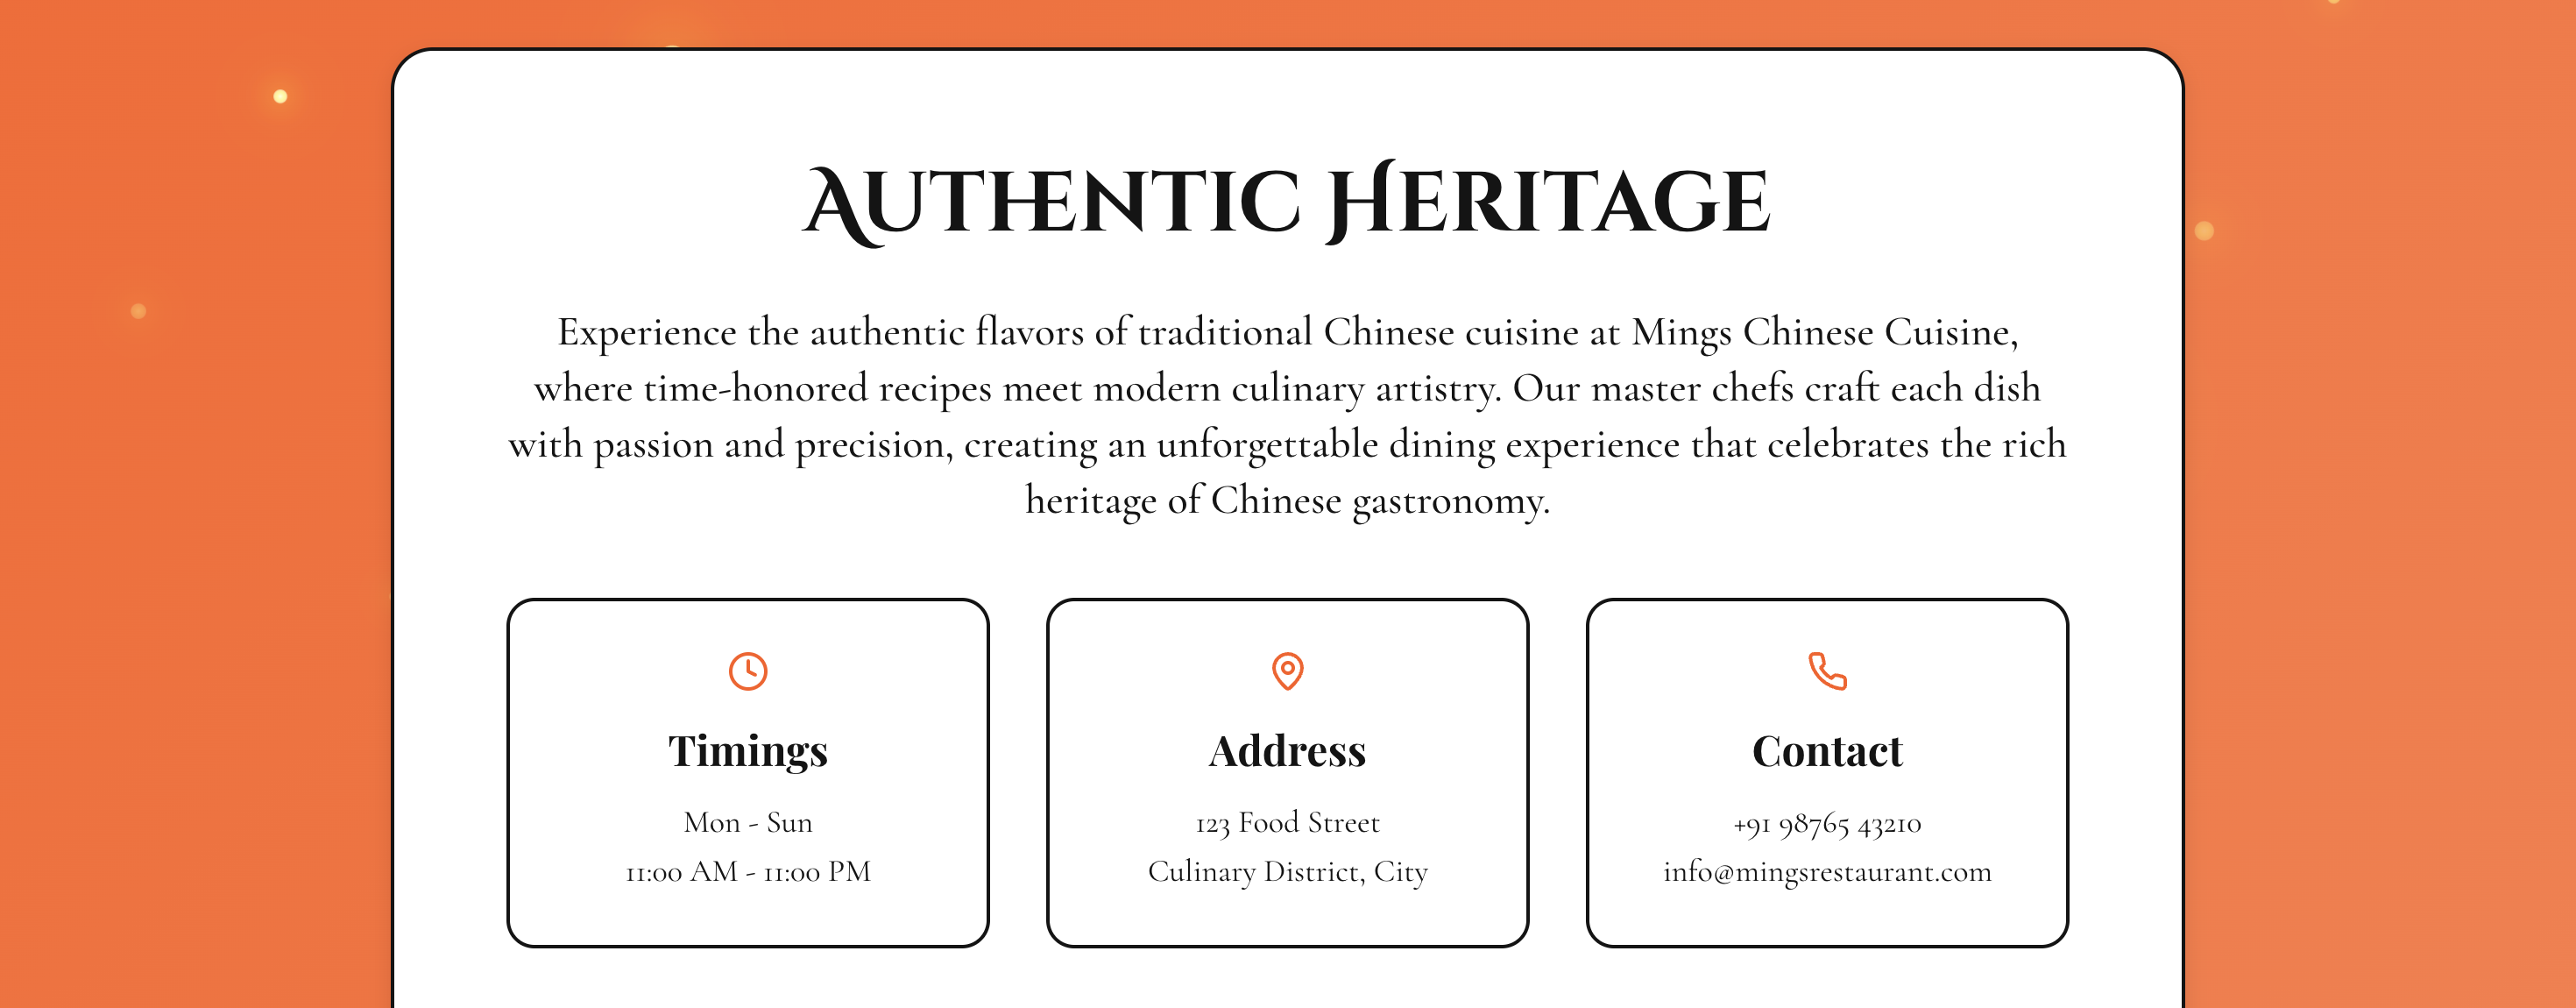 Authentic Heritage
Experience the authentic flavors of traditional Chinese cuisine at Mings Chinese Cuisine,
where time-honored recipes meet modern culinary artistry. Our master chefs craft each dish
with passion and precision, creating an unforgettable dining experience that celebrates the rich
heritage of Chinese gastronomy.
Timings
Mon - Sun
11:00 AM - 11:00 PM
Address
123 Food Street
Culinary District, City
Contact
+91 98765 43210
info@mingsrestaurant.com